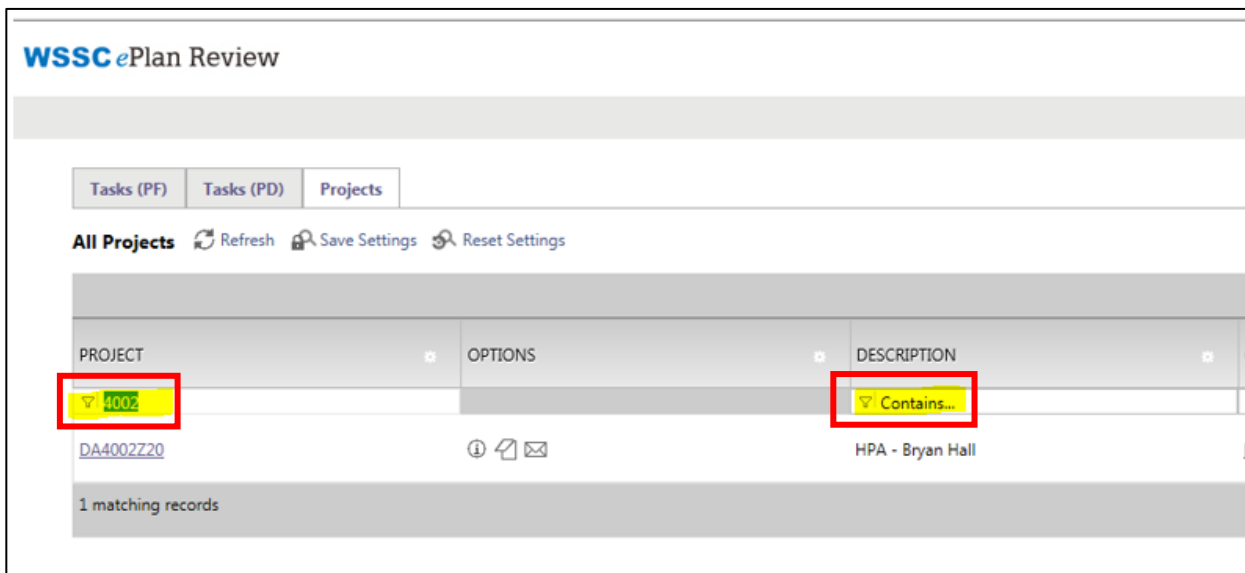 WSSC ePlan Review
Tasks (PF) Tasks (PD) Projects
All Projects Refresh Save Settings Reset Settings
PROJECT OPTIONS DESCRIPTION
4002 Contains...
DA4002Z20 HPA - Bryan Hall
1 matching records